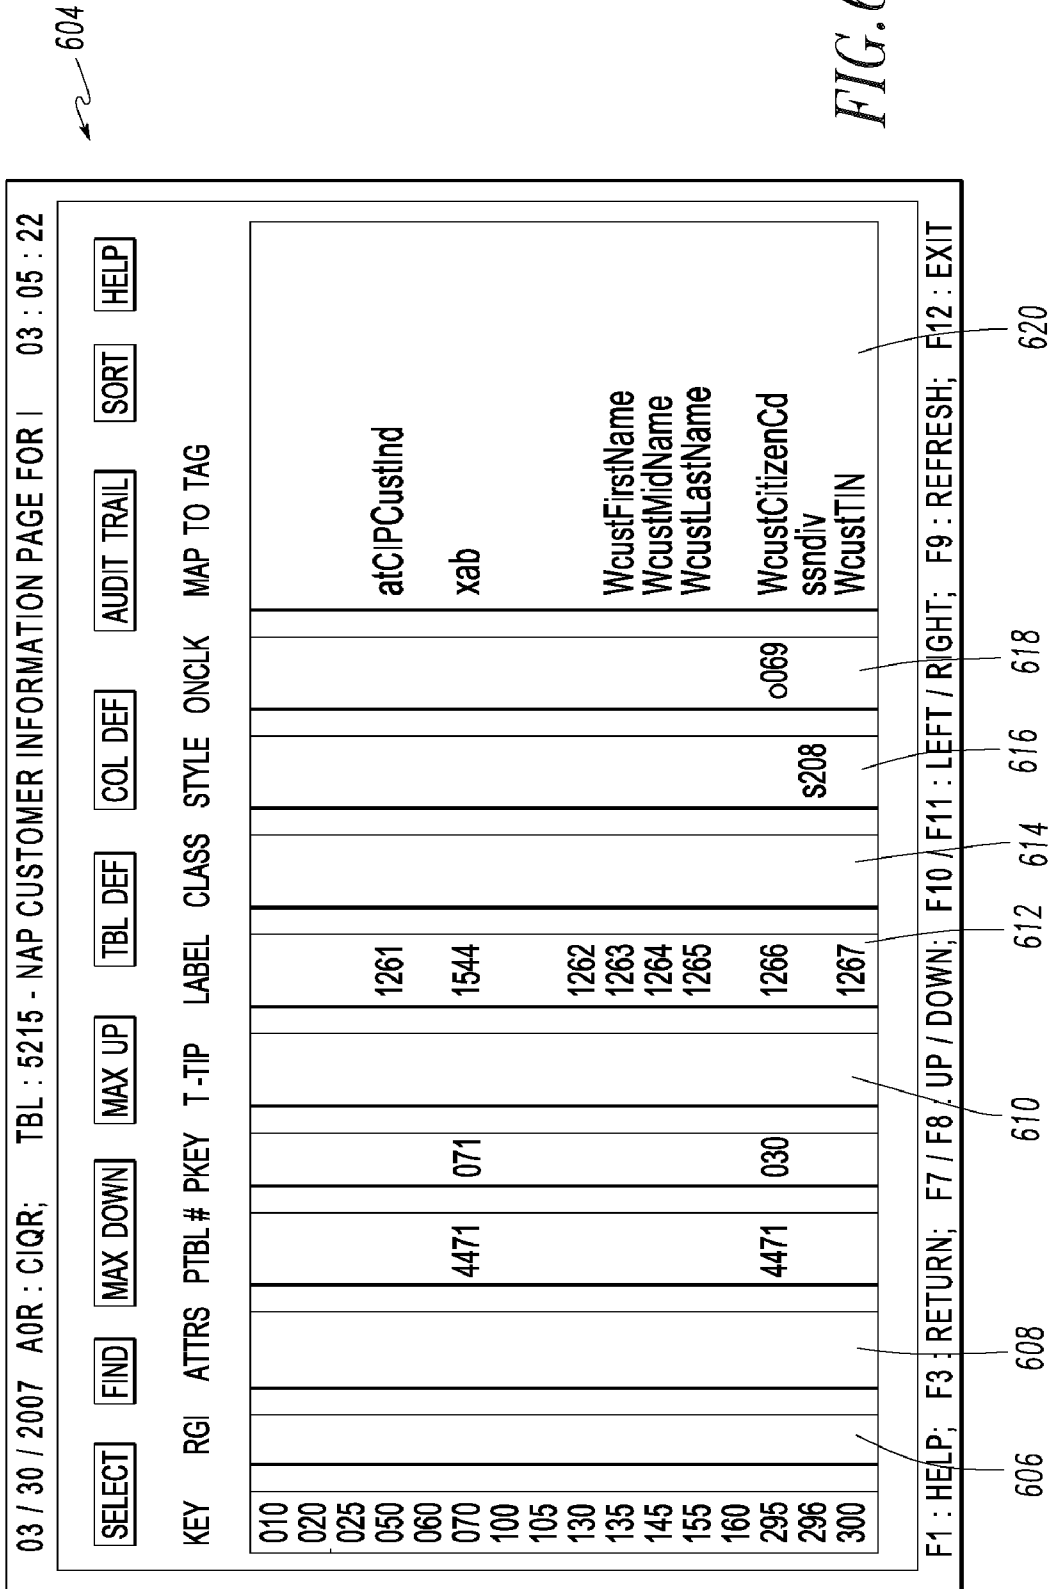 604
03 / 30 / 2007 AOR : CIQR; TBL : 5215 - NAP CUSTOMER INFORMATION PAGE FOR | 03 : 05 : 22
SELECT FIND MAX DOWN MAX UP TBL DEF COL DEF AUDIT TRAIL SORT HELP
KEY RGI ATTRS PTBL # PKEY T -TIP LABEL CLASS STYLE ONCLK MAP TO TAG
010
020
025
050 1261 atCIPCustInd
060
070 4471 071 1544 xab
100
105
130 1262
135 1263 WcustFirstName
145 1264 WcustMidName
155 1265 WcustLastName
160
295 4471 030 1266 o069 WcustCitizenCd
296 s208 ssndiv
300 1267 WcustTIN
F1 : HELP; F3 : RETURN; F7 / F8 : UP / DOWN; F10 / F11 : LEFT / RIGHT; F9 : REFRESH; F12 : EXIT
606 608 610 612 614 616 618 620
FIG. 6